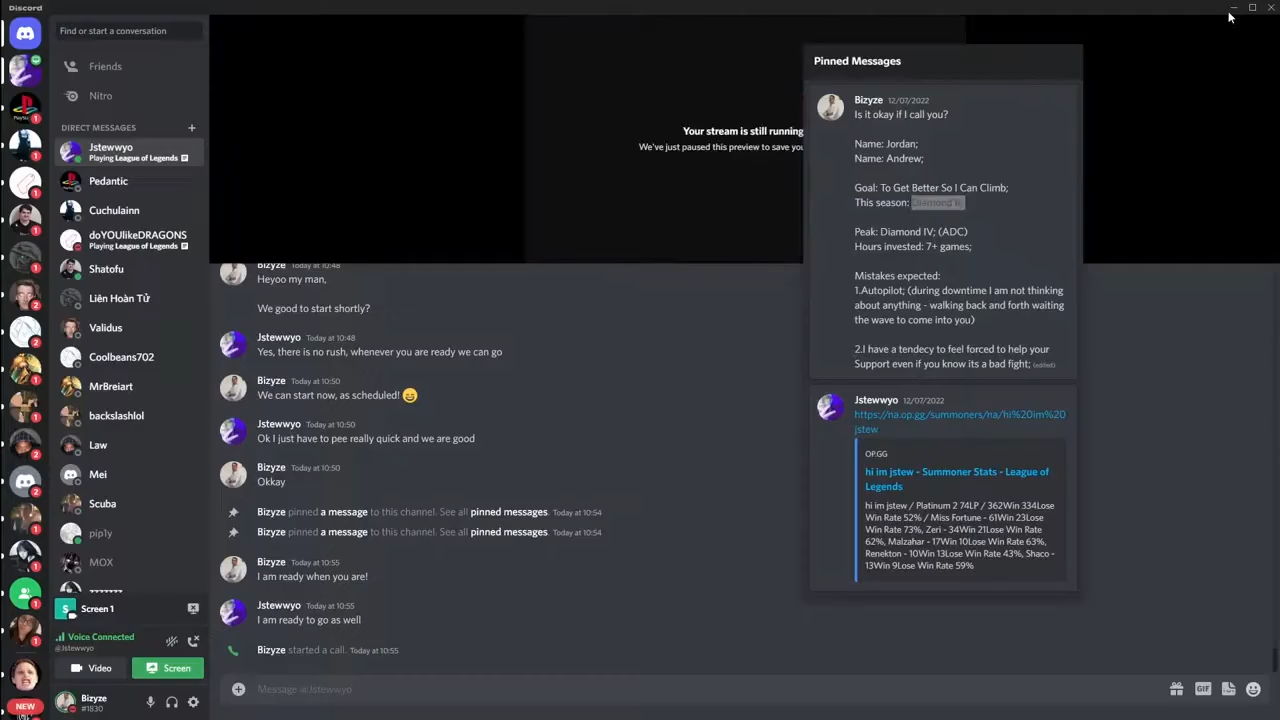 Discord
Find or start a conversation
Friends
Nitro
DIRECT MESSAGES
Jstewwyo
Playing League of Legends
Pedantic
Cuchulainn
doYOUlikeDRAGONS
Playing League of Legends
Shatofu
Liên Hoàn Tử
Validus
Coolbeans702
MrBreiart
backslashlol
Law
Mei
Scuba
pip1y
MOX
Screen 1
Voice Connected
@Jstewwyo
Video
Screen
Bizyze
#1830
NEW
Your stream is still running
We've just paused this preview to save you
Bizyze Today at 10:48
Heyoo my man,
We good to start shortly?
Jstewwyo Today at 10:48
Yes, there is no rush, whenever you are ready we can go
Bizyze Today at 10:50
We can start now, as scheduled! 😄
Jstewwyo Today at 10:50
Ok I just have to pee really quick and we are good
Bizyze Today at 10:50
Okkay
Bizyze pinned a message to this channel. See all pinned messages. Today at 10:54
Bizyze pinned a message to this channel. See all pinned messages. Today at 10:54
Bizyze Today at 10:55
I am ready when you are!
Jstewwyo Today at 10:55
I am ready to go as well
Bizyze started a call. Today at 10:55
Message @Jstewwyo
GIF
Pinned Messages
Bizyze 12/07/2022
Is it okay if I call you?
Name: Jordan;
Name: Andrew;
Goal: To Get Better So I Can Climb;
This season: Diamond
Peak: Diamond IV; (ADC)
Hours invested: 7+ games;
Mistakes expected:
1.Autopilot; (during downtime I am not thinking
about anything - walking back and forth waiting
the wave to come into you)
2.I have a tendecy to feel forced to help your
Support even if you know its a bad fight; (edited)
Jstewwyo 12/07/2022
https://na.op.gg/summoners/na/hi%20im%20
jstew
OP.GG
hi im jstew - Summoner Stats - League of
Legends
hi im jstew / Platinum 2 74LP / 362Win 334Lose
Win Rate 52% / Miss Fortune - 61Win 23Lose
Win Rate 73%, Zeri - 34Win 21Lose Win Rate
62%, Malzahar - 17Win 10Lose Win Rate 63%,
Renekton - 10Win 13Lose Win Rate 43%, Shaco -
13Win 9Lose Win Rate 59%